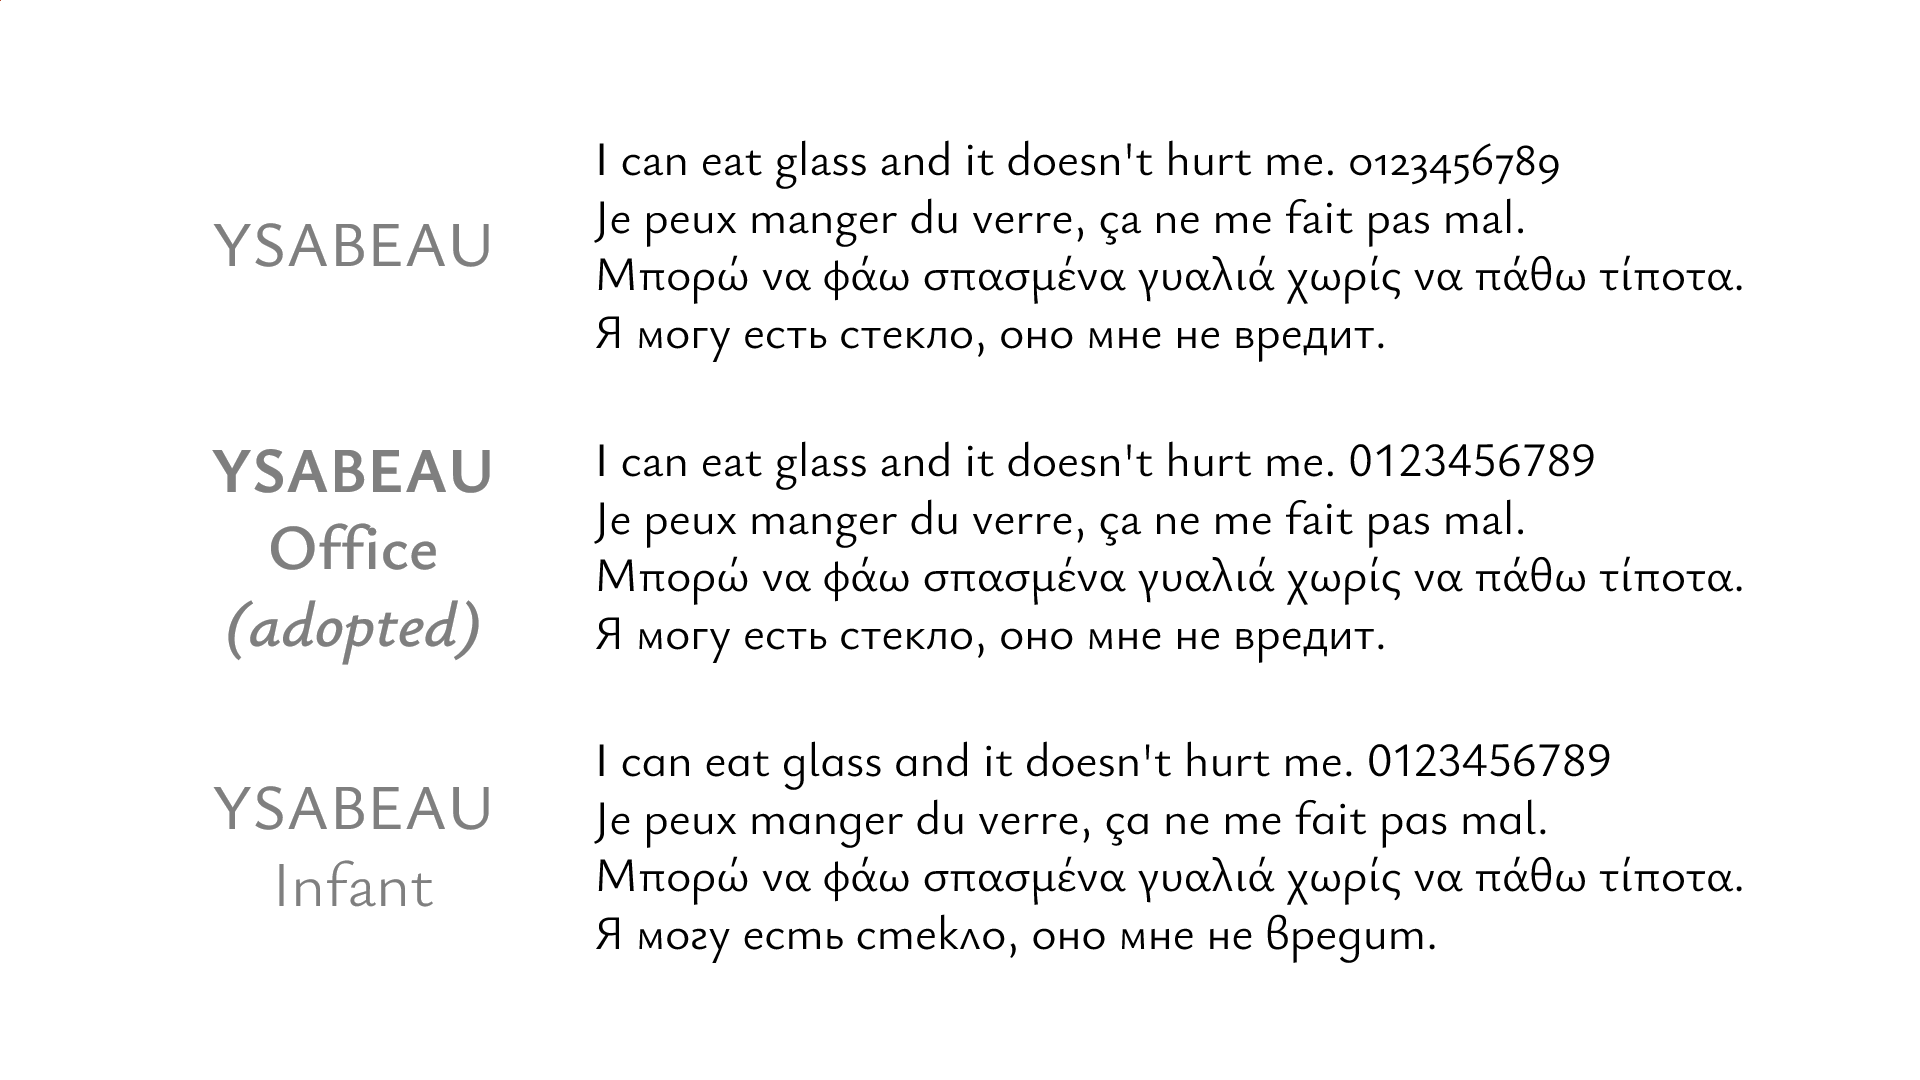 YSABEAU
I can eat glass and it doesn't hurt me. 0123456789
Je peux manger du verre, ça ne me fait pas mal.
Μπορώ να φάω σπασμένα γυαλιά χωρίς να πάθω τίποτα.
Я могу есть стекло, оно мне не вредит.
YSABEAU
Office
(adopted)
I can eat glass and it doesn't hurt me. 0123456789
Je peux manger du verre, ça ne me fait pas mal.
Μπορώ να φάω σπασμένα γυαλιά χωρίς να πάθω τίποτα.
Я могу есть стекло, оно мне не вредит.
YSABEAU
Infant
I can eat glass and it doesn't hurt me. 0123456789
Je peux manger du verre, ça ne me fait pas mal.
Μπορώ να φάω σπασμένα γυαλιά χωρίς να πάθω τίποτα.
Я могу есть стекло, оно мне не вредит.